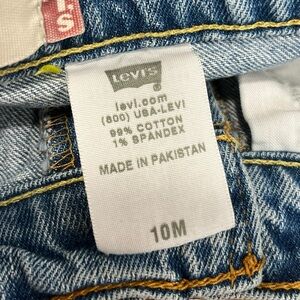 Levi's
levi.com
(800) USA-LEVI
99% COTTON
1% SPANDEX
MADE IN PAKISTAN
10M